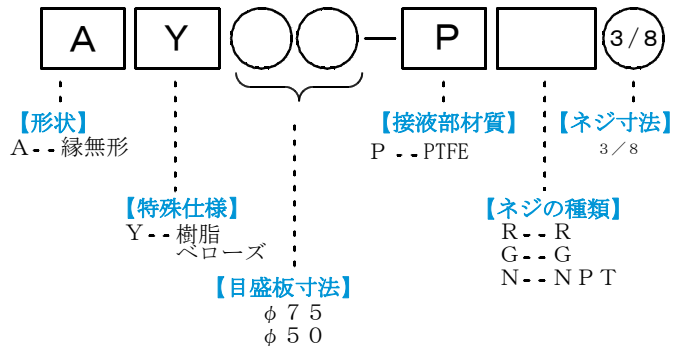 A Y ○○-P 3/8
【形状】
A--縁無形
【特殊仕様】
Y--樹脂
ベローズ
【目盛板寸法】
φ75
φ50
【接液部材質】
P--PTFE
【ネジの種類】
R--R
G--G
N--NPT
【ネジ寸法】
3/8